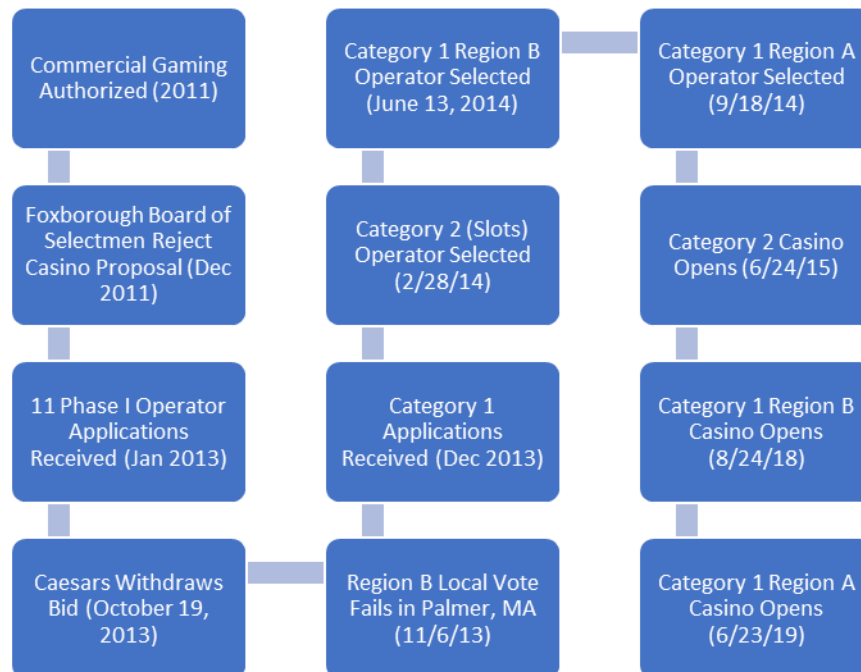 Commercial Gaming
Authorized (2011)
Foxborough Board of
Selectmen Reject
Casino Proposal (Dec
2011)
11 Phase I Operator
Applications
Received (Jan 2013)
Caesars Withdraws
Bid (October 19,
2013)
Region B Local Vote
Fails in Palmer, MA
(11/6/13)
Category 1
Applications
Received (Dec 2013)
Category 2 (Slots)
Operator Selected
(2/28/14)
Category 1 Region B
Operator Selected
(June 13, 2014)
Category 1 Region A
Operator Selected
(9/18/14)
Category 2 Casino
Opens (6/24/15)
Category 1 Region B
Casino Opens
(8/24/18)
Category 1 Region A
Casino Opens
(6/23/19)